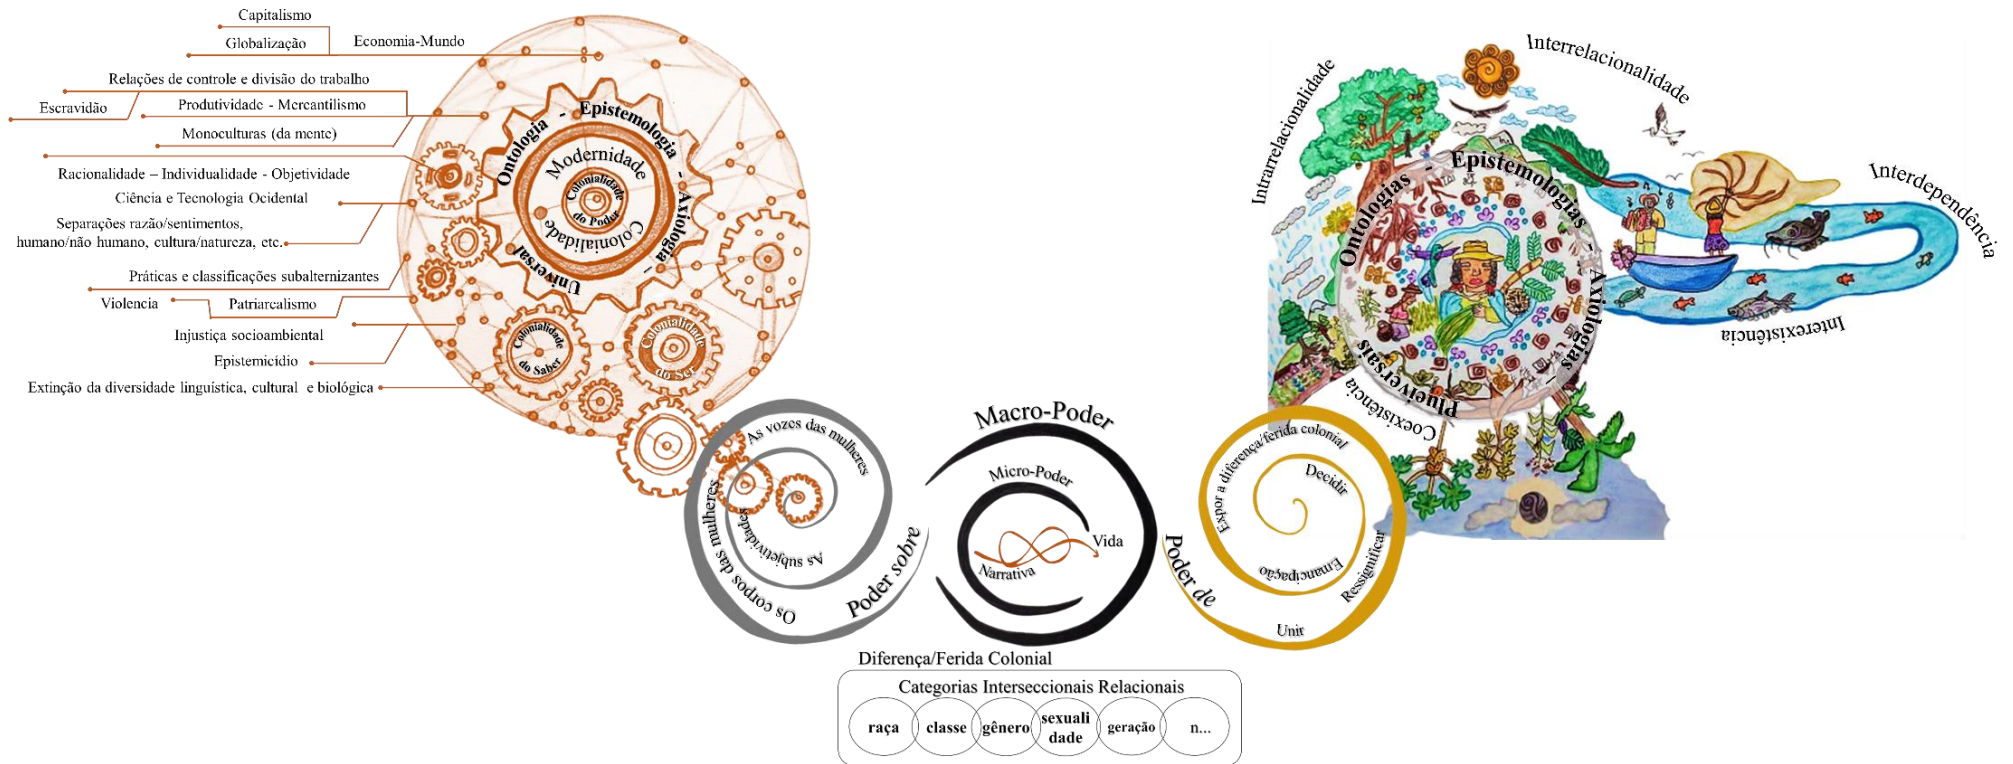 Capitalismo
Globalização
Economia-Mundo
Relações de controle e divisão do trabalho
Escravidão
Produtividade - Mercantilismo
Monoculturas (da mente)
Racionalidade – Individualidade - Objetividade
Ciência e Tecnologia Ocidental
Separações razão/sentimentos,
humano/não humano, cultura/natureza, etc.
Práticas e classificações subalternizantes
Violencia
Patriarcalismo
Injustiça socioambiental
Epistemicídio
Extinção da diversidade linguística, cultural e biológica
Ontologia - Epistemologia - Axiologia –
Universal
Modernidade
Colonialidade
Colonialidade
do Poder
Colonialidade
do Saber
Colonialidade
do Ser
As vozes das mulheres
Os corpos das mulheres
As subjetividades
Poder sobre
Macro-Poder
Micro-Poder
Narrativa
Vida
Poder de
Expor a diferença/ferida colonial
Decidir
Emancipação
Ressignificar
Unir
Intrarrelacionalidade
Interrelacionalidade
Interdependência
Interexistência
Coexistência
Ontologias - Epistemologias - Axiologias –
Pluriversais
Diferença/Ferida Colonial
Categorias Interseccionais Relacionais
raça
classe
gênero
sexuali
dade
geração
n...